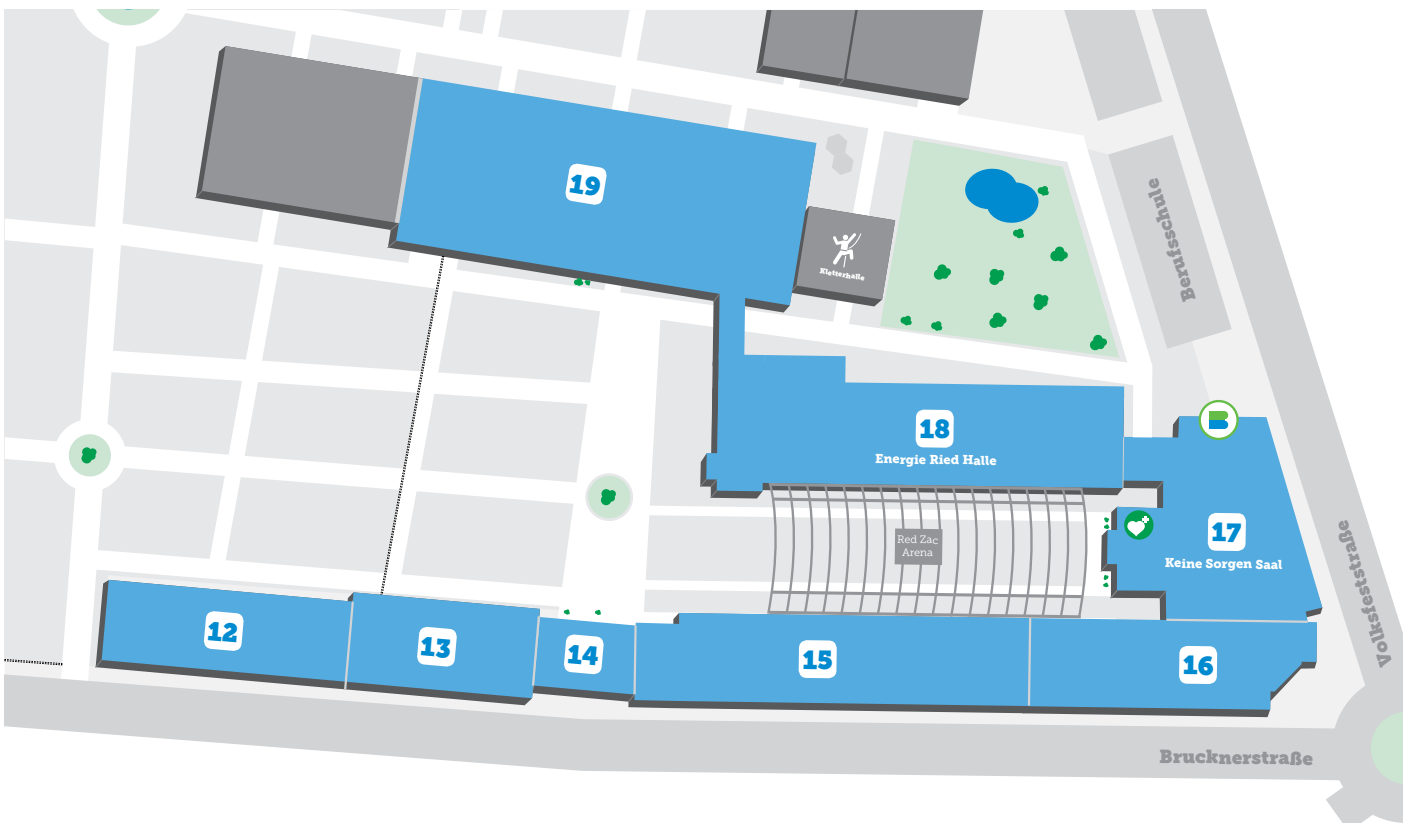 19
Kletterhalle
Berufsschule
18
Energie Ried Halle
17
Keine Sorgen Saal
Red Zac
Arena
Volksfeststraße
12
13
14
15
16
Brucknerstraße